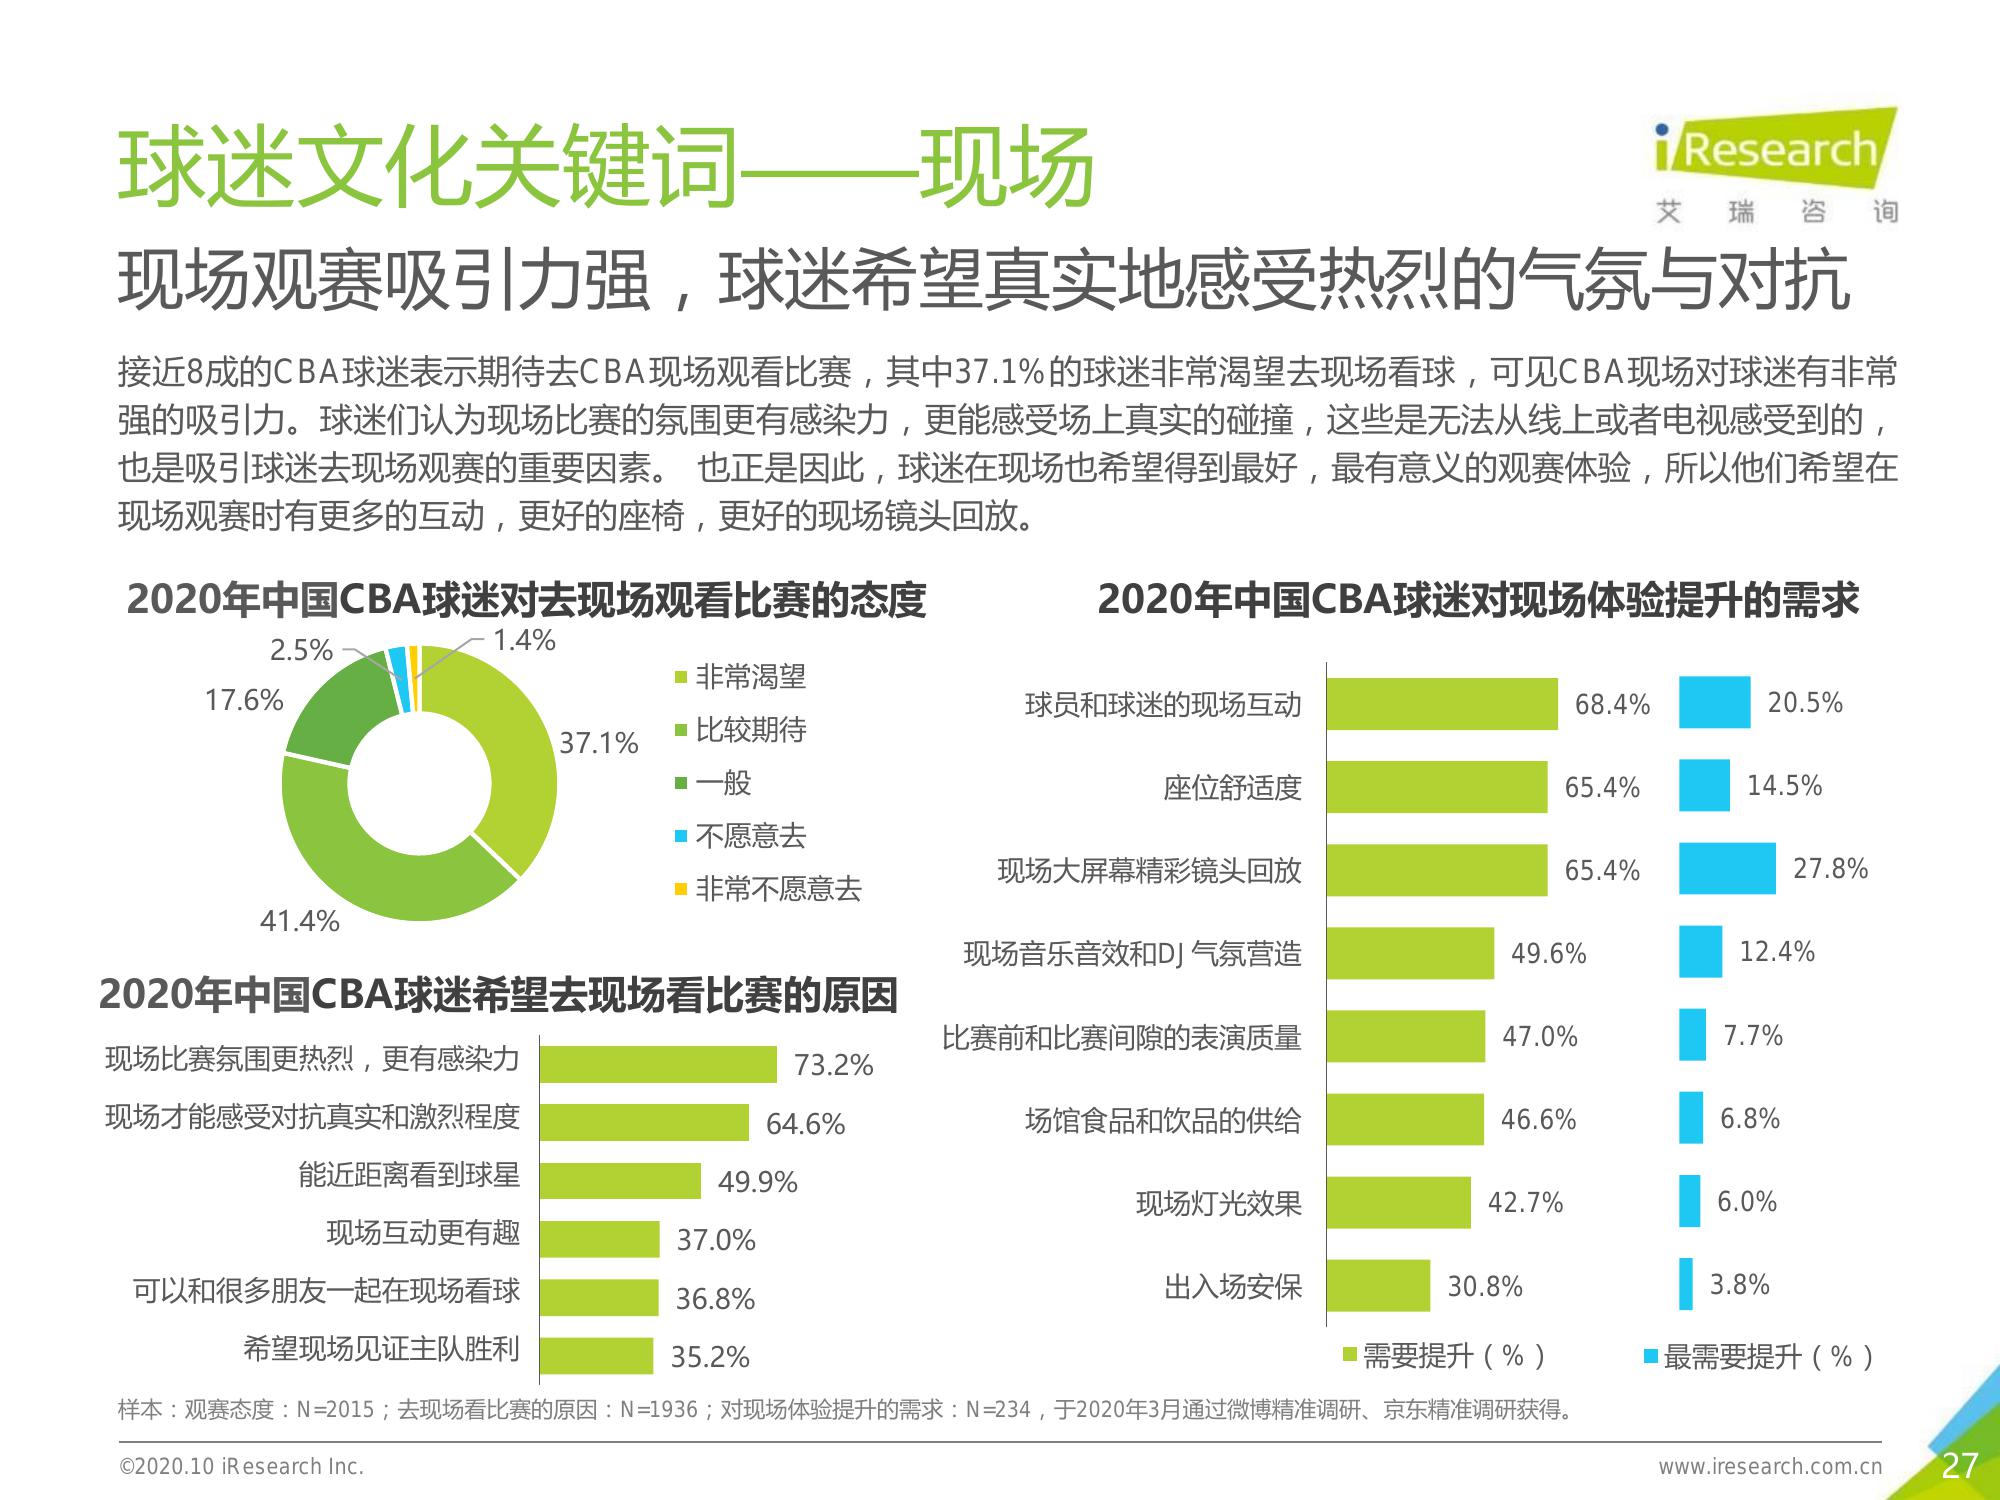 球迷文化关键词——现场
iResearch
艾瑞咨询
现场观赛吸引力强，球迷希望真实地感受热烈的气氛与对抗
接近8成的CBA球迷表示期待去CBA现场观看比赛，其中37.1%的球迷非常渴望去现场看球，可见CBA现场对球迷有非常
强的吸引力。球迷们认为现场比赛的氛围更有感染力，更能感受场上真实的碰撞，这些是无法从线上或者电视感受到的，
也是吸引球迷去现场观赛的重要因素。 也正是因此，球迷在现场也希望得到最好，最有意义的观赛体验，所以他们希望在
现场观赛时有更多的互动，更好的座椅，更好的现场镜头回放。
2020年中国CBA球迷对去现场观看比赛的态度
2.5%
1.4%
17.6%
37.1%
41.4%
非常渴望
比较期待
一般
不愿意去
非常不愿意去
2020年中国CBA球迷希望去现场看比赛的原因
现场比赛氛围更热烈，更有感染力 73.2%
现场才能感受对抗真实和激烈程度 64.6%
能近距离看到球星 49.9%
现场互动更有趣 37.0%
可以和很多朋友一起在现场看球 36.8%
希望现场见证主队胜利 35.2%
2020年中国CBA球迷对现场体验提升的需求
球员和球迷的现场互动 68.4% 20.5%
座位舒适度 65.4% 14.5%
现场大屏幕精彩镜头回放 65.4% 27.8%
现场音乐音效和DJ 气氛营造 49.6% 12.4%
比赛前和比赛间隙的表演质量 47.0% 7.7%
场馆食品和饮品的供给 46.6% 6.8%
现场灯光效果 42.7% 6.0%
出入场安保 30.8% 3.8%
需要提升（%） 最需要提升（%）
样本：观赛态度：N=2015；去现场看比赛的原因：N=1936；对现场体验提升的需求：N=234，于2020年3月通过微博精准调研、京东精准调研获得。
©2020.10 iResearch Inc.
www.iresearch.com.cn
27